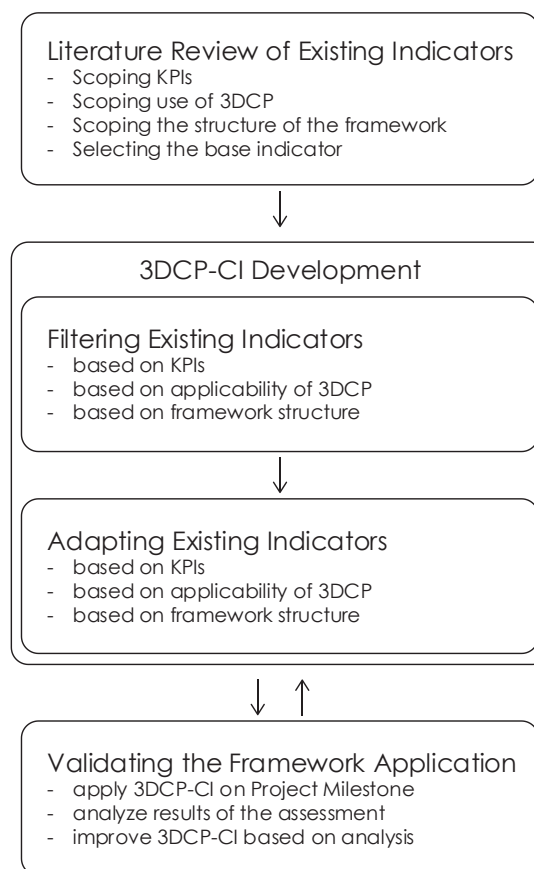 Literature Review of Existing Indicators
- Scoping KPIs
- Scoping use of 3DCP
- Scoping the structure of the framework
- Selecting the base indicator
3DCP-CI Development
Filtering Existing Indicators
- based on KPIs
- based on applicability of 3DCP
- based on framework structure
Adapting Existing Indicators
- based on KPIs
- based on applicability of 3DCP
- based on framework structure
Validating the Framework Application
- apply 3DCP-CI on Project Milestone
- analyze results of the assessment
- improve 3DCP-CI based on analysis